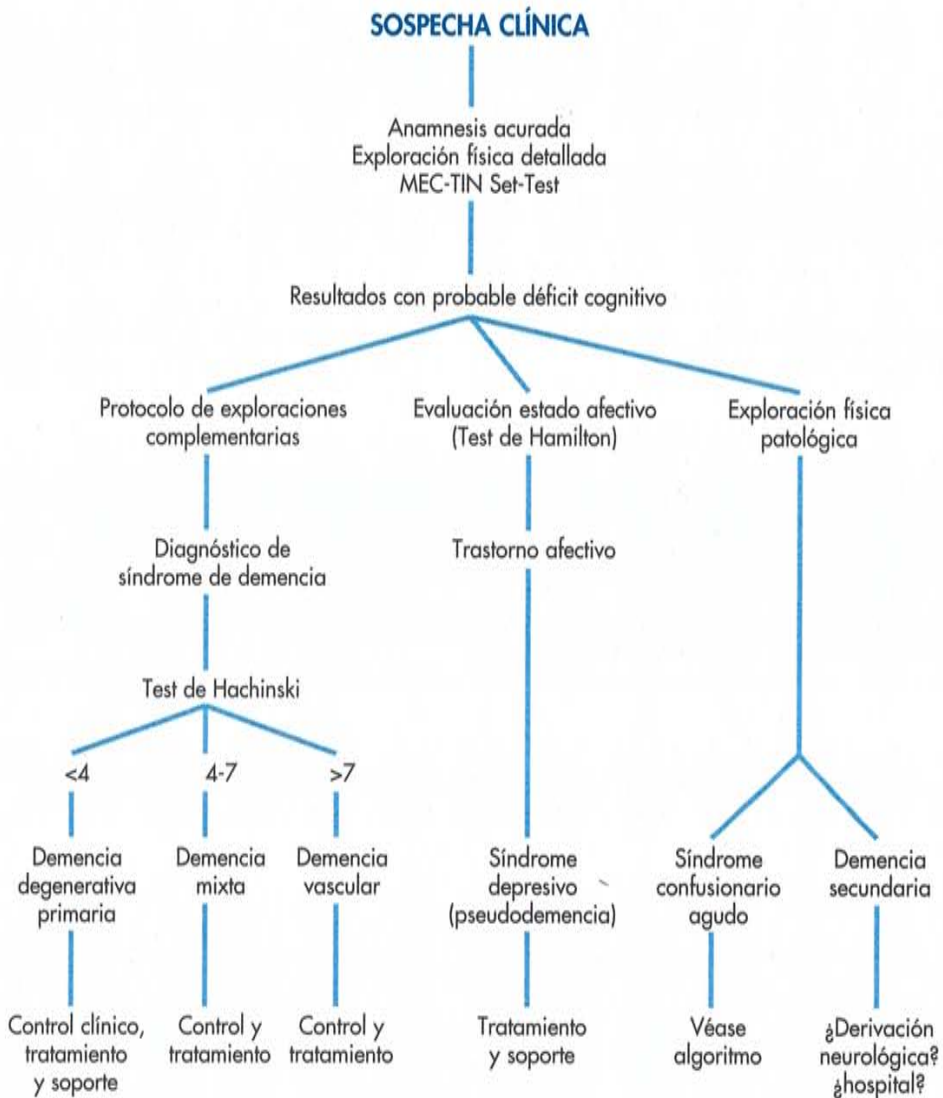 SOSPECHA CLÍNICA
Anamnesis acurada
Exploración física detallada
MEC-TIN Set-Test
Resultados con probable déficit cognitivo
Protocolo de exploraciones
complementarias
Evaluación estado afectivo
(Test de Hamilton)
Exploración física
patológica
Diagnóstico de
síndrome de demencia
Trastorno afectivo
Test de Hachinski
<4
4-7
>7
Demencia
degenerativa
primaria
Demencia
mixta
Demencia
vascular
Síndrome
depresivo
(pseudodemencia)
Síndrome
confusionario
agudo
Demencia
secundaria
Control clínico,
tratamiento
y soporte
Control y
tratamiento
Control y
tratamiento
Tratamiento
y soporte
Véase
algoritmo
¿Derivación
neurológica?
¿hospital?